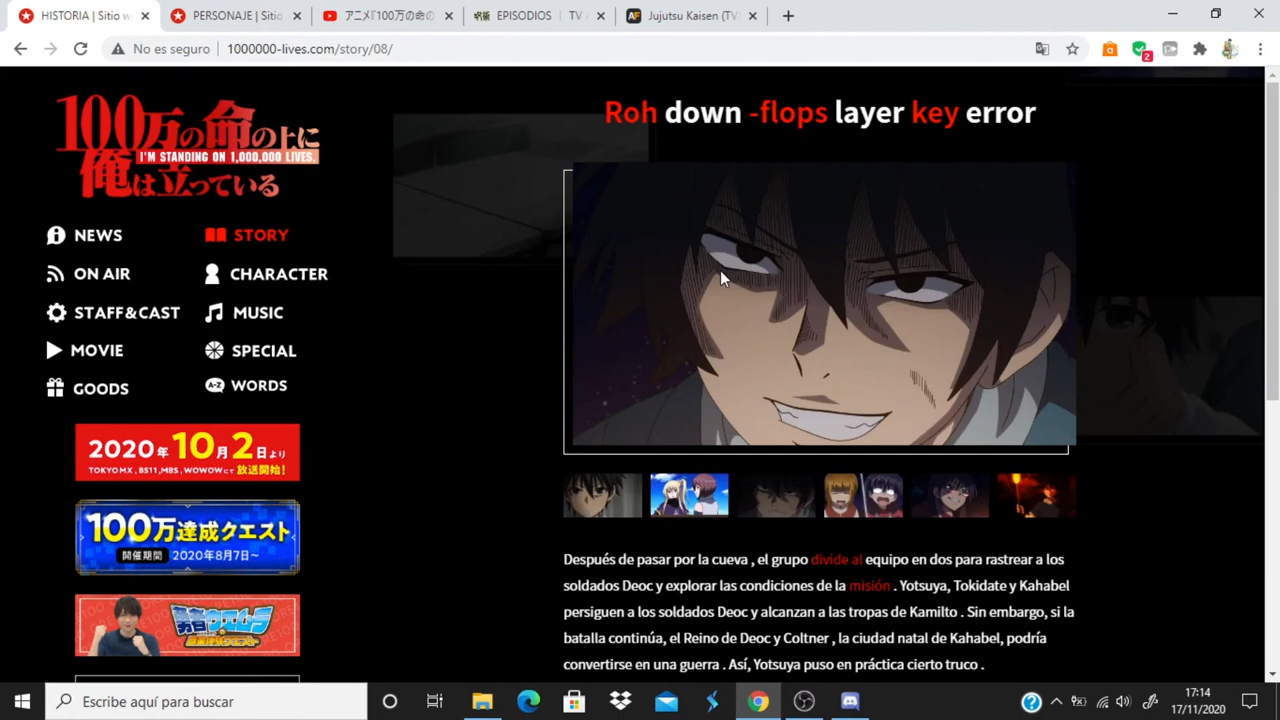 HISTORIA | Sitio w
PERSONAJE | Sitio
アニメ『100万の命の
EPISODIOS | TV A
Jujutsu Kaisen (TV)
No es seguro
1000000-lives.com/story/08/
2
100万の命の上に
I'M STANDING ON 1,000,000 LIVES.
俺は立っている
NEWS
STORY
ON AIR
CHARACTER
STAFF&CAST
MUSIC
MOVIE
SPECIAL
GOODS
WORDS
2020年10月2日より
TOKYO MX , BS11,MBS , WOWOWにて放送開始!
100万達成クエスト
開催期間 2020年8月7日~
Roh down -flops layer key error
Después de pasar por la cueva , el grupo divide al equipo en dos para rastrear a los
soldados Deoc y explorar las condiciones de la misión . Yotsuya, Tokidate y Kahabel
persiguen a los soldados Deoc y alcanzan a las tropas de Kamilto . Sin embargo, si la
batalla continúa, el Reino de Deoc y Coltner , la ciudad natal de Kahabel, podría
convertirse en una guerra . Así, Yotsuya puso en práctica cierto truco .
Escribe aquí para buscar
17:14
17/11/2020